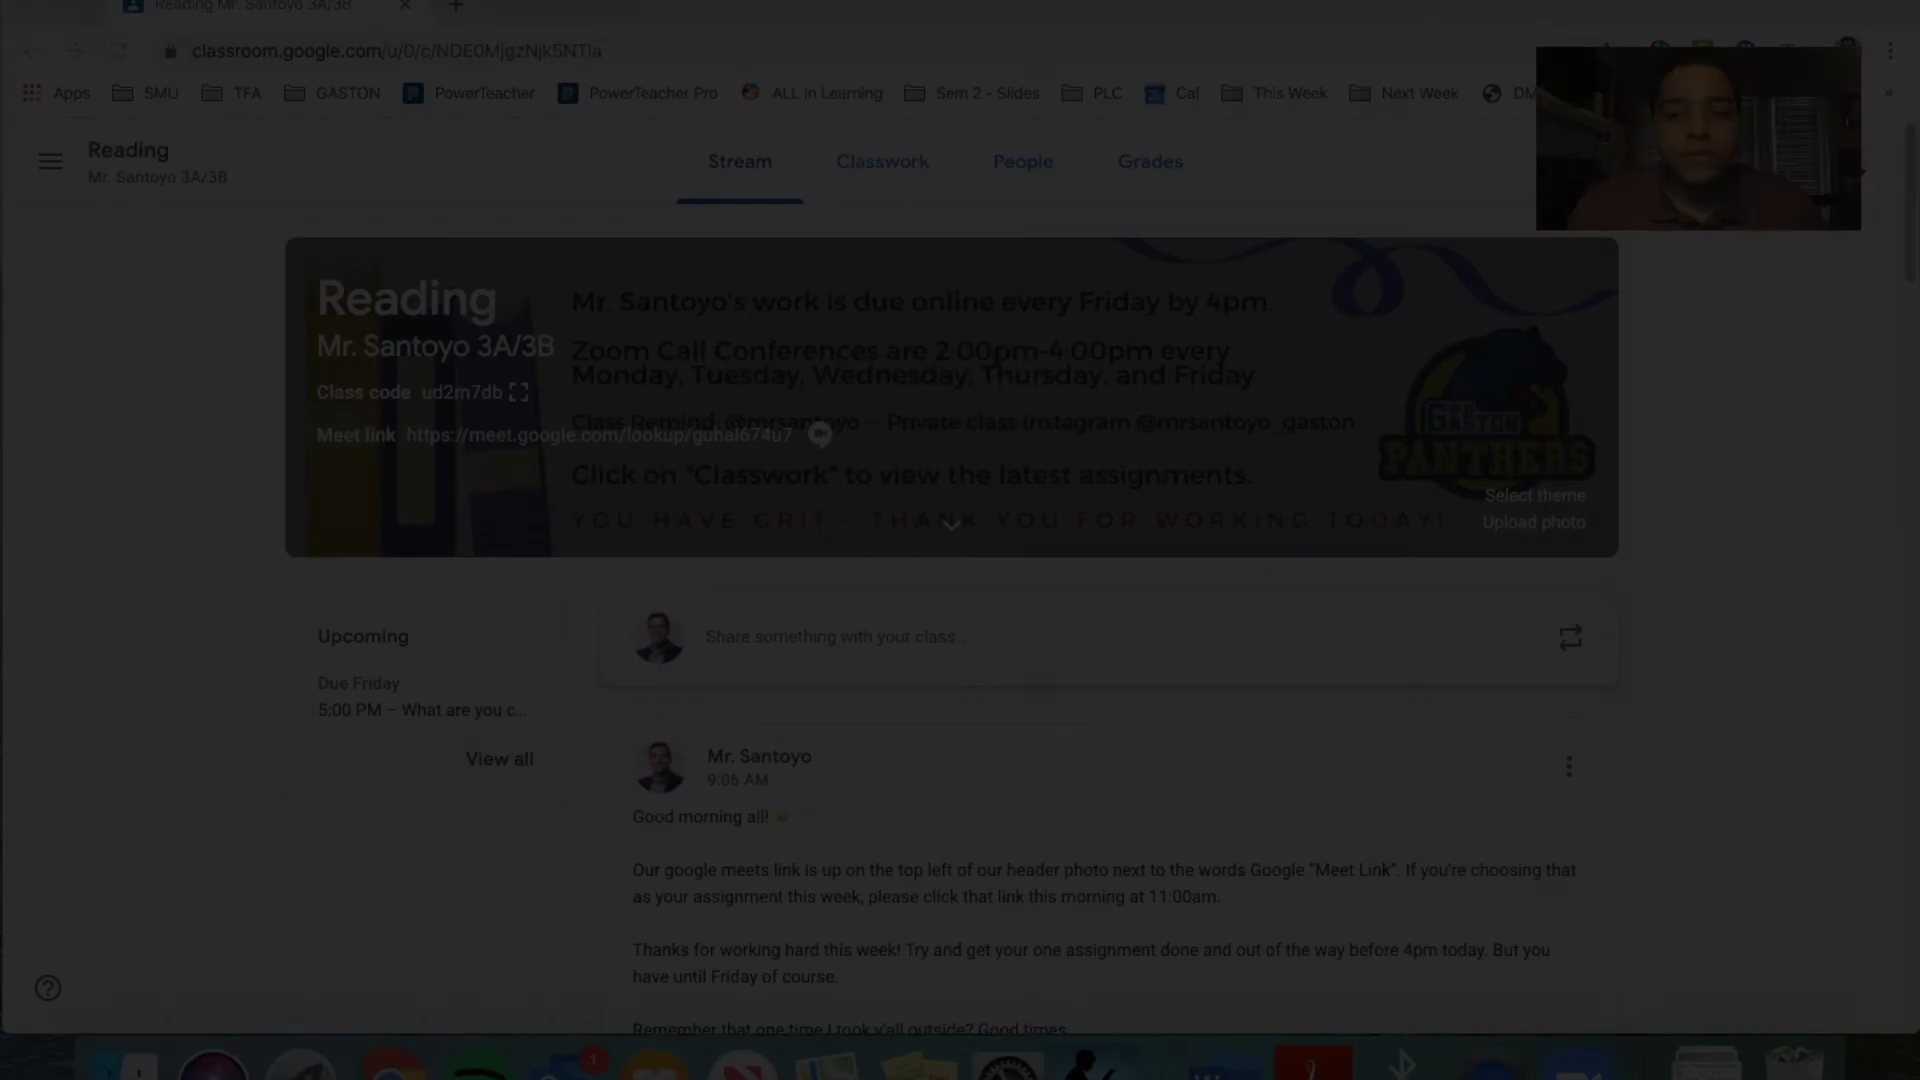 Reading Mr. Santoyo 3A/3B
classroom.google.com/u/0/c/NDE0MjgzNjk5NTla
Apps SMU TFA GASTON PowerTeacher PowerTeacher Pro ALL In Learning Sem 2 - Slides PLC Cal This Week Next Week DM
Reading
Mr. Santoyo 3A/3B
Stream Classwork People Grades
Reading
Mr. Santoyo 3A/3B
Class code ud2m7db
Meet link https://meet.google.com/lookup/guhal674u7
Mr. Santoyo's work is due online every Friday by 4pm.
Zoom Call Conferences are 2:00pm-4:00pm every
Monday, Tuesday, Wednesday, Thursday, and Friday
Class Remind @mrsantoyo - Private class instagram @mrsantoyo_gaston
Click on "Classwork" to view the latest assignments.
YOU HAVE GRIT - THANK YOU FOR WORKING TODAY!
GASTON
PANTHERS
Select theme
Upload photo
Upcoming
Due Friday
5:00 PM – What are you c...
View all
Share something with your class...
Mr. Santoyo
9:06 AM
Good morning all!
Our google meets link is up on the top left of our header photo next to the words Google "Meet Link". If you're choosing that
as your assignment this week, please click that link this morning at 11:00am.
Thanks for working hard this week! Try and get your one assignment done and out of the way before 4pm today. But you
have until Friday of course.
Remember that one time I took y'all outside? Good times.
1